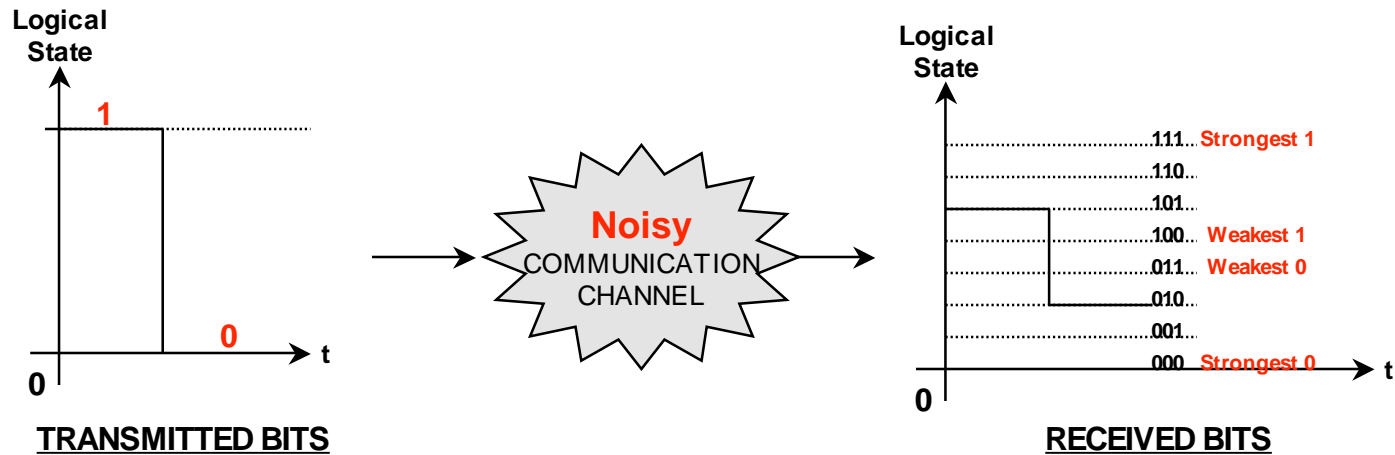 Logical
State
1
0
t
0
TRANSMITTED BITS
Noisy
COMMUNICATION
CHANNEL
Logical
State
111 Strongest 1
110
101
100 Weakest 1
011 Weakest 0
010
001
000 Strongest 0
t
0
RECEIVED BITS